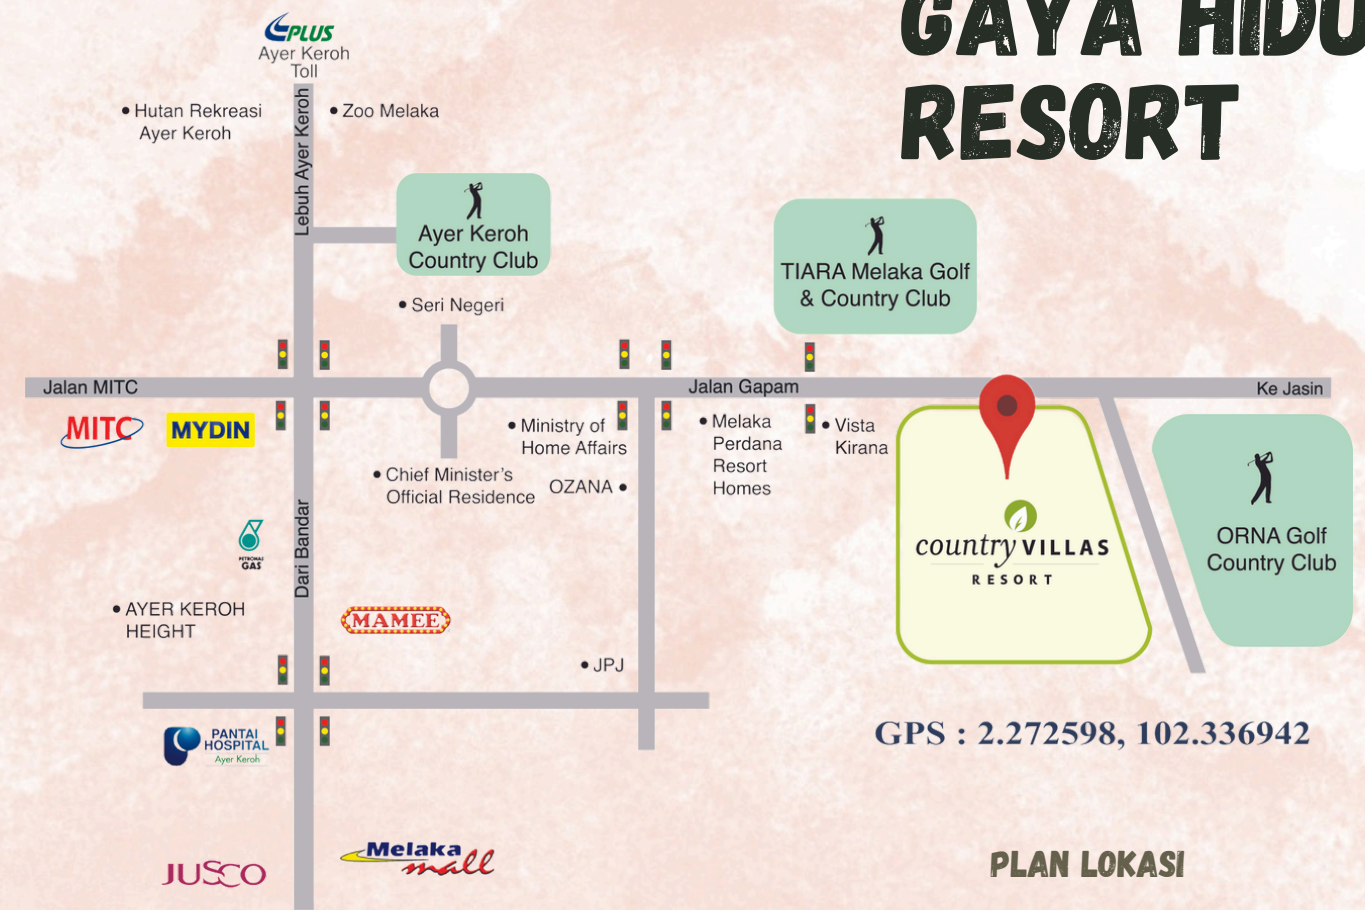 GAYA HIDU
RESORT
PLUS
Ayer Keroh
Toll
Lebuh Ayer Keroh
• Hutan Rekreasi
Ayer Keroh
• Zoo Melaka
Ayer Keroh
Country Club
TIARA Melaka Golf
& Country Club
• Seri Negeri
Jalan MITC
Jalan Gapam
Ke Jasin
MITC
MYDIN
• Ministry of
Home Affairs
• Melaka
Perdana
Resort
Homes
• Vista
Kirana
• Chief Minister's
Official Residence
OZANA •
Dari Bandar
PETRONAS
GAS
country VILLAS
RESORT
ORNA Golf
Country Club
• AYER KEROH
HEIGHT
MAMEE
• JPJ
PANTAI
HOSPITAL
Ayer Keroh
GPS : 2.272598, 102.336942
JUSCO
Melaka
mall
PLAN LOKASI